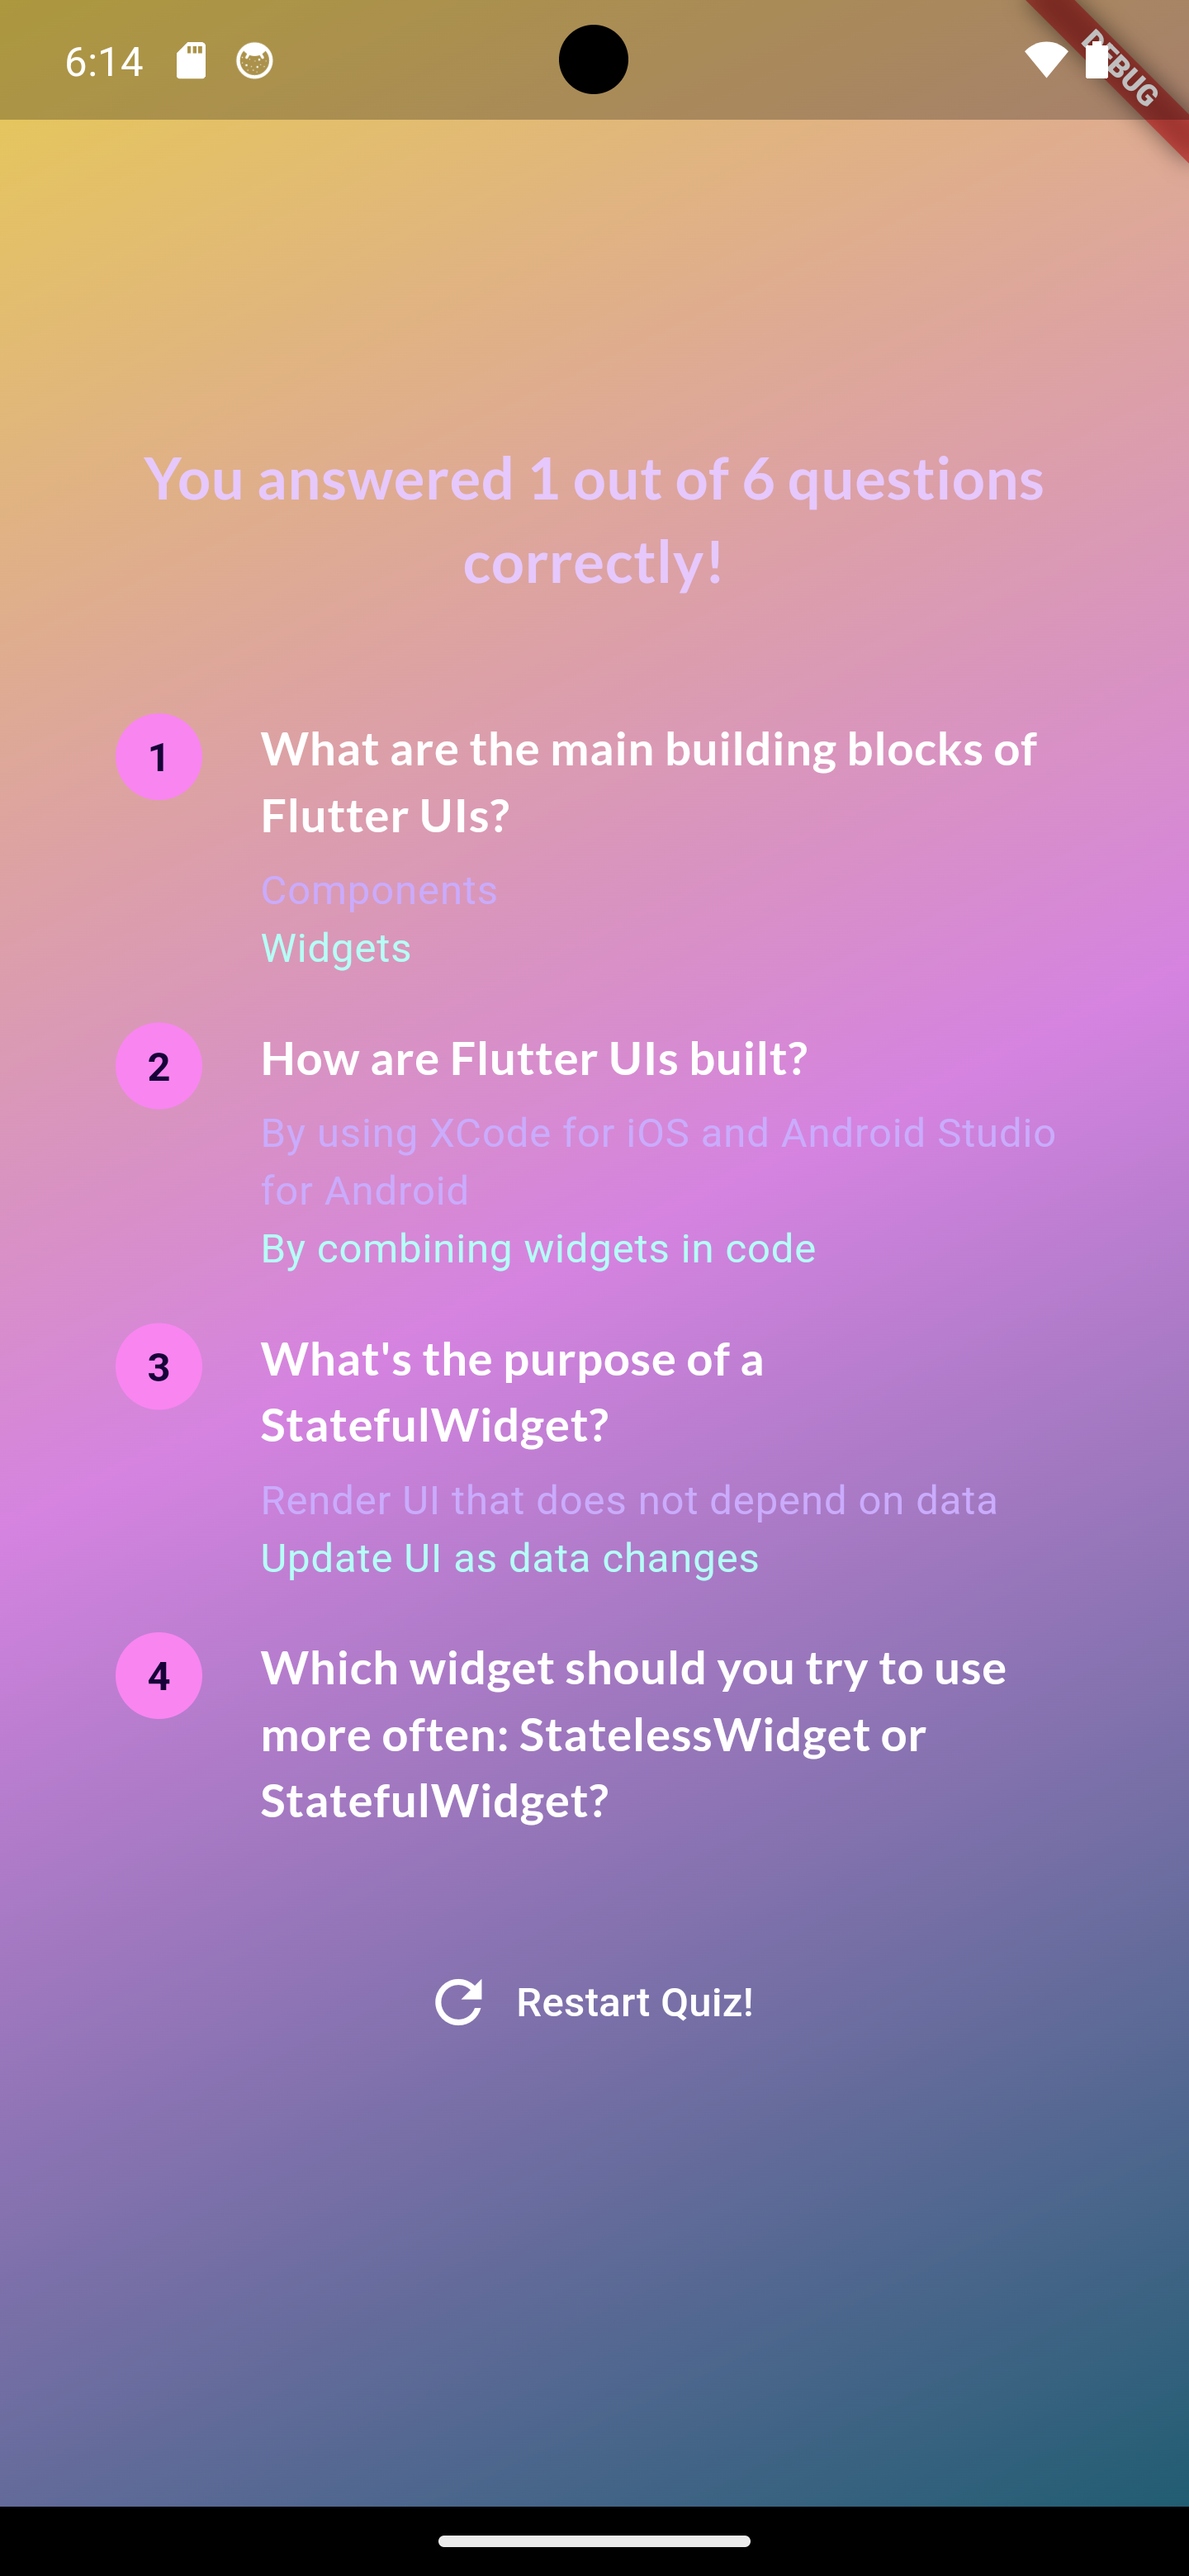 6:14
DEBUG
You answered 1 out of 6 questions
correctly!
1
What are the main building blocks of
Flutter UIs?
Components
Widgets
2
How are Flutter UIs built?
By using XCode for iOS and Android Studio
for Android
By combining widgets in code
3
What's the purpose of a
StatefulWidget?
Render UI that does not depend on data
Update UI as data changes
4
Which widget should you try to use
more often: StatelessWidget or
StatefulWidget?
Restart Quiz!